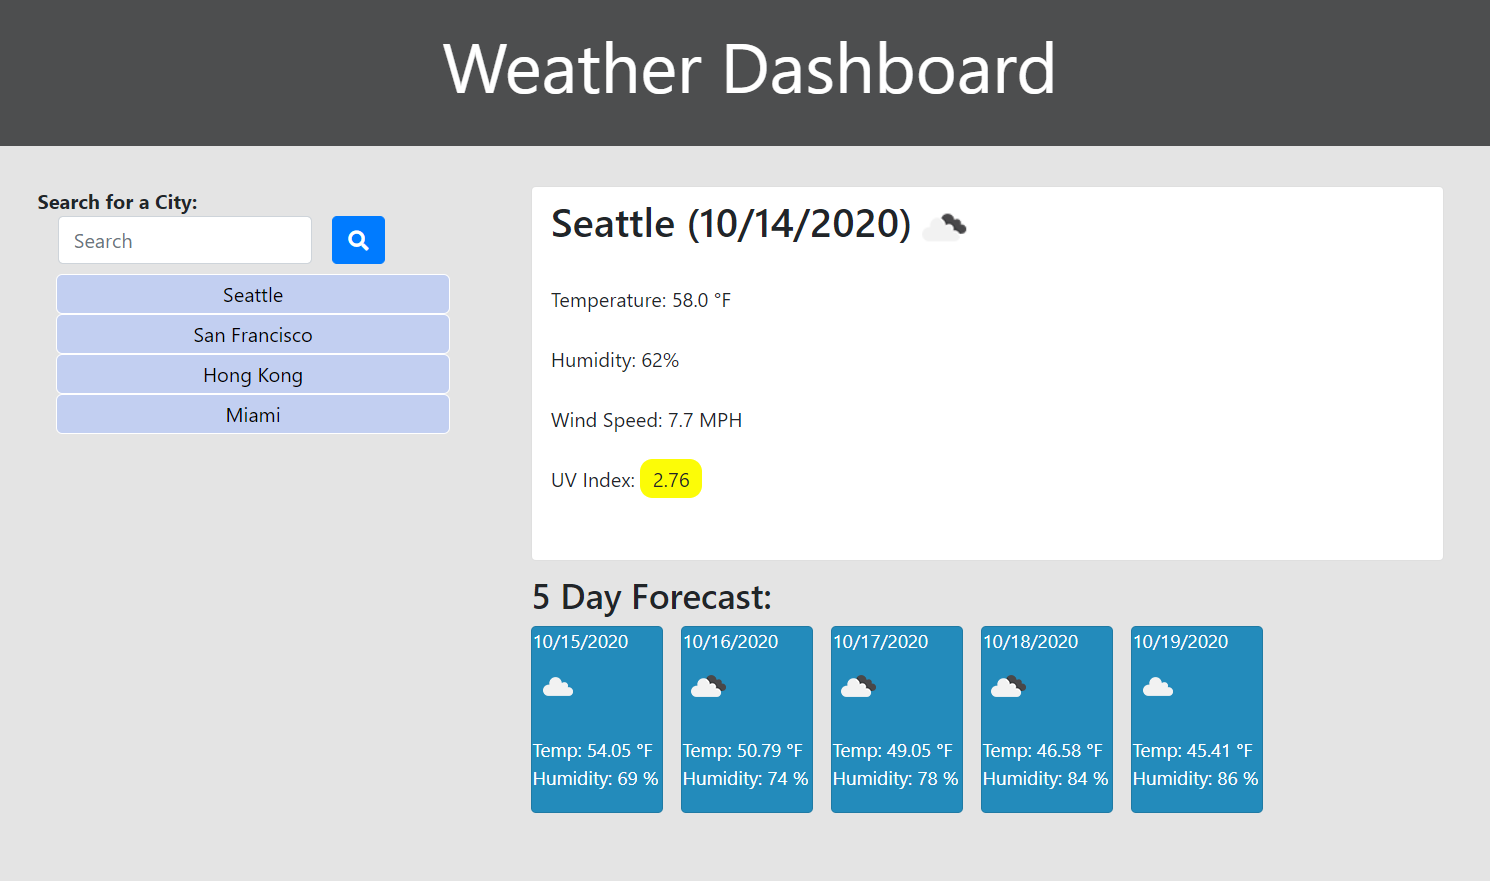 Weather Dashboard
Search for a City:
Search
Seattle
San Francisco
Hong Kong
Miami
Seattle (10/14/2020)
Temperature: 58.0 °F
Humidity: 62%
Wind Speed: 7.7 MPH
UV Index: 2.76
5 Day Forecast:
10/15/2020
Temp: 54.05 °F
Humidity: 69 %
10/16/2020
Temp: 50.79 °F
Humidity: 74 %
10/17/2020
Temp: 49.05 °F
Humidity: 78 %
10/18/2020
Temp: 46.58 °F
Humidity: 84 %
10/19/2020
Temp: 45.41 °F
Humidity: 86 %